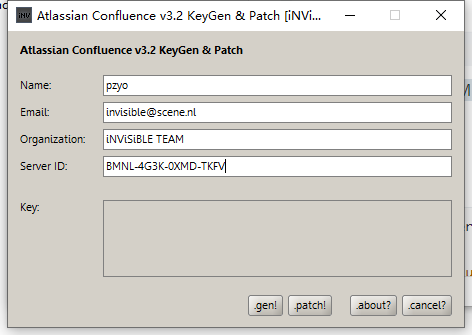 iNV Atlassian Confluence v3.2 KeyGen & Patch [iNVi...
Atlassian Confluence v3.2 KeyGen & Patch
Name: pzyo
Email: invisible@scene.nl
Organization: iNViSiBLE TEAM
Server ID: BMNL-4G3K-0XMD-TKFV
Key:
.gen! .patch! .about? .cancel?